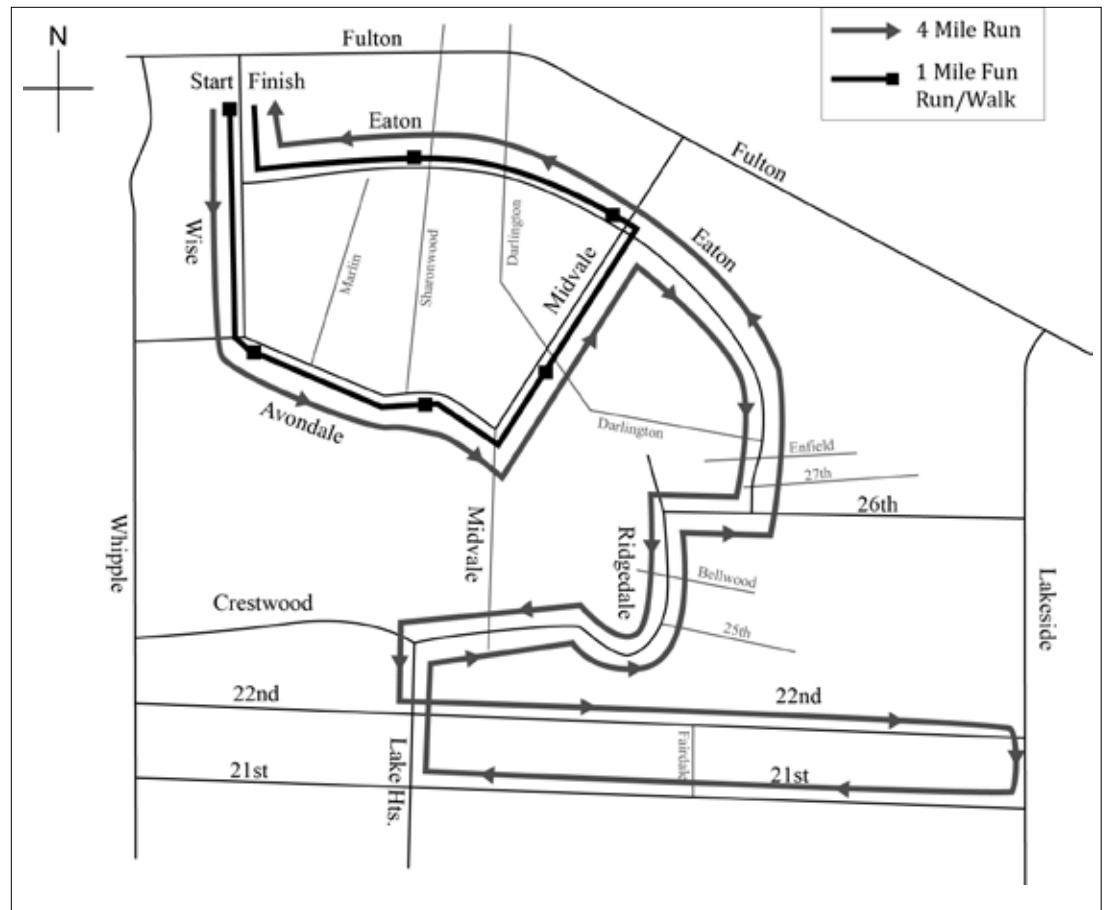 N
Fulton
4 Mile Run
1 Mile Fun
Run/Walk
Start
Finish
Eaton
Fulton
Wise
Marlin
Sharonwood
Darlington
Midvale
Eaton
Avondale
Darlington
Enfield
27th
26th
Whipple
Midvale
Ridgedale
Bellwood
Lakeside
Crestwood
25th
22nd
22nd
Lake Hts.
Fairdale
21st
21st